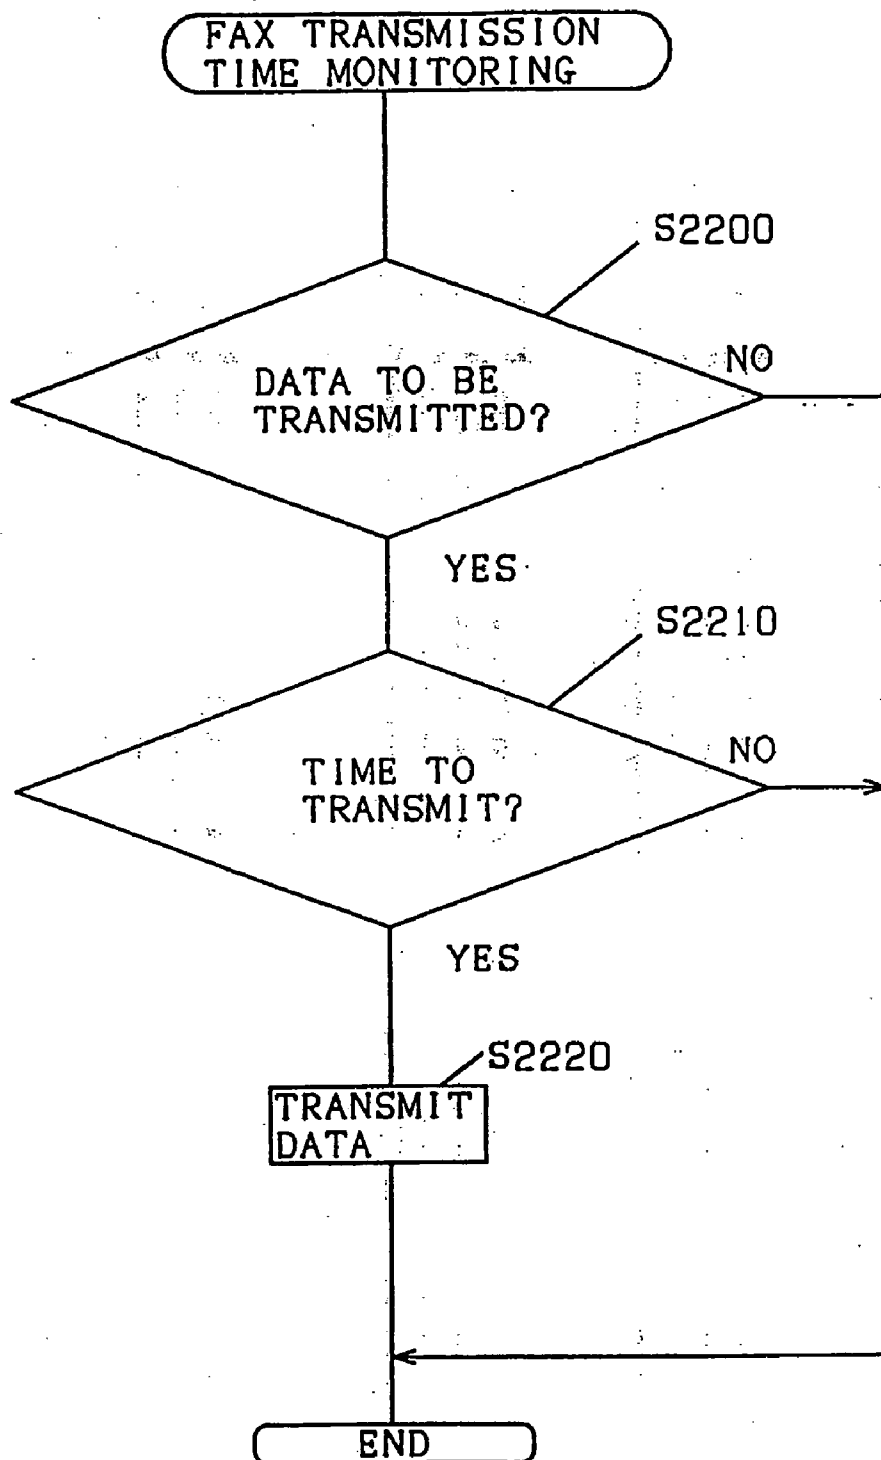 FAX TRANSMISSION
TIME MONITORING
S2200
DATA TO BE
TRANSMITTED?
NO
YES
S2210
TIME TO
TRANSMIT?
NO
YES
S2220
TRANSMIT
DATA
END